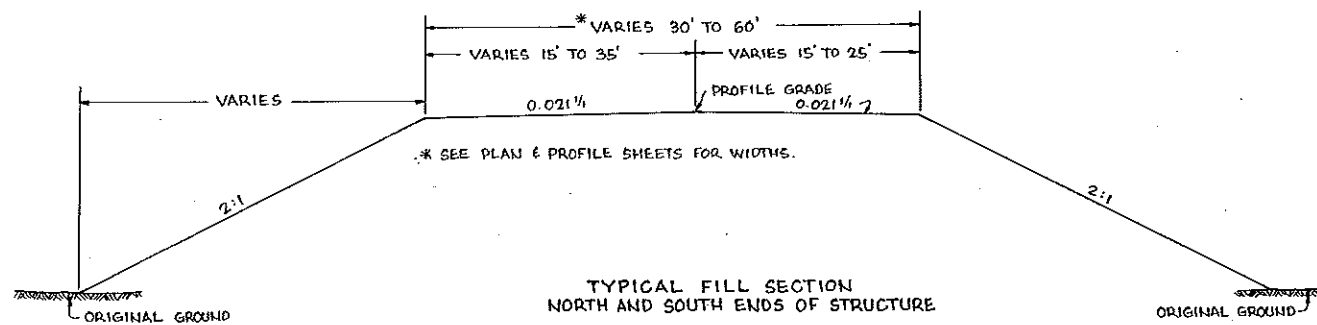 * VARIES 30' TO 60'
VARIES 15' TO 35'
VARIES 15' TO 25'
VARIES
PROFILE GRADE
0.021 1/1
0.021 1/1
* SEE PLAN & PROFILE SHEETS FOR WIDTHS.
2:1
2:1
TYPICAL FILL SECTION
NORTH AND SOUTH ENDS OF STRUCTURE
ORIGINAL GROUND
ORIGINAL GROUND